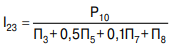 I₂₃ = P₁₀ / (П₃ + 0,5П₅ + 0,1П₇ + П₈)